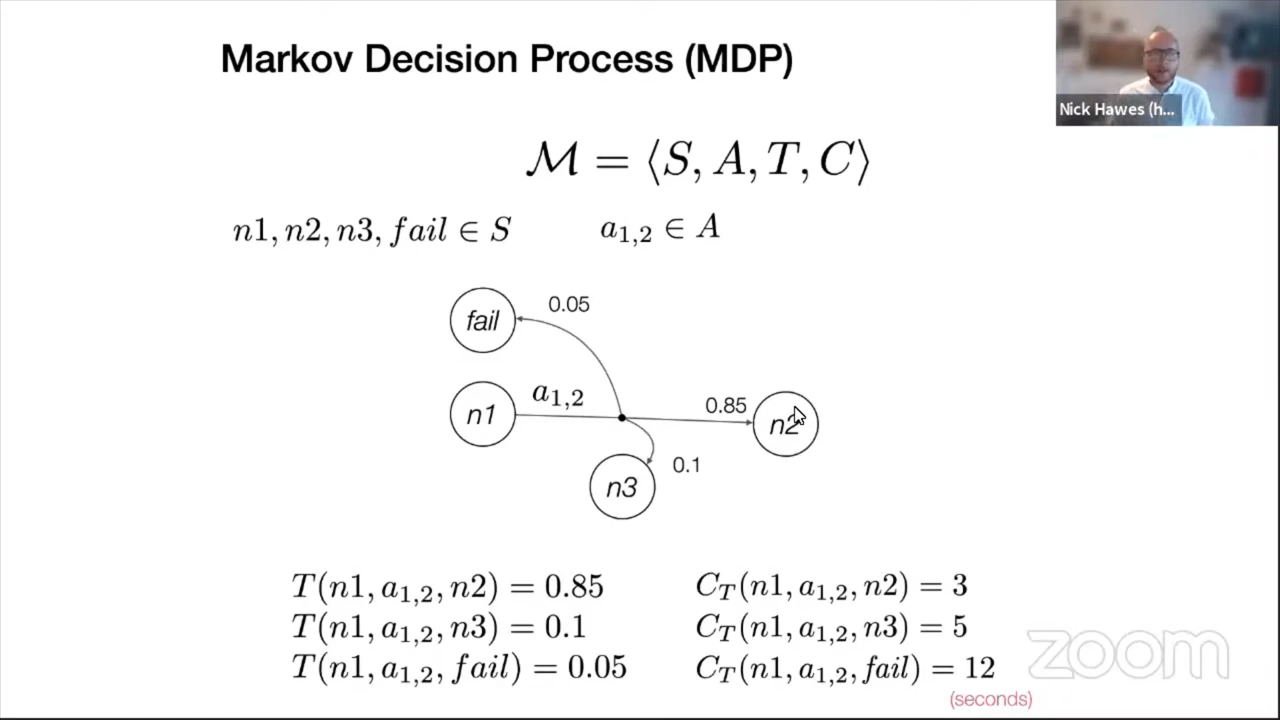 Markov Decision Process (MDP)
Nick Hawes (h...
ℳ = ⟨S, A, T, C⟩
n1, n2, n3, fail ∈ S
a₁,₂ ∈ A
fail
0.05
n1
a₁,₂
0.85
n2
n3
0.1
T(n1, a₁,₂, n2) = 0.85
C_T(n1, a₁,₂, n2) = 3
T(n1, a₁,₂, n3) = 0.1
C_T(n1, a₁,₂, n3) = 5
T(n1, a₁,₂, fail) = 0.05
C_T(n1, a₁,₂, fail) = 12
(seconds)
zoom